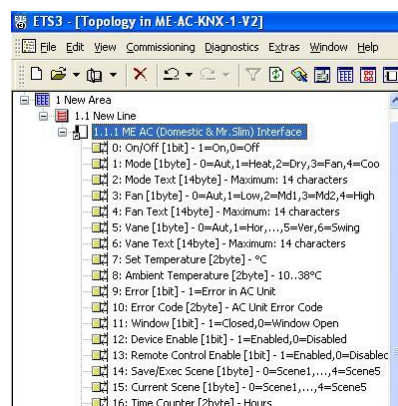 ETS3 - [Topology in ME-AC-KNX-1-V2]
File Edit View Commissioning Diagnostics Extras Window Help
1 New Area
1.1 New Line
1.1.1 ME AC (Domestic & Mr.Slim) Interface
0: On/Off [1bit] - 1=On,0=Off
1: Mode [1byte] - 0=Aut,1=Heat,2=Dry,3=Fan,4=Coo
2: Mode Text [14byte] - Maximum: 14 characters
3: Fan [1byte] - 0=Aut,1=Low,2=Md1,3=Md2,4=High
4: Fan Text [14byte] - Maximum: 14 characters
5: Vane [1byte] - 0=Aut,1=Hor,...,5=Ver,6=Swing
6: Vane Text [14byte] - Maximum: 14 characters
7: Set Temperature [2byte] - °C
8: Ambient Temperature [2byte] - 10..38°C
9: Error [1bit] - 1=Error in AC Unit
10: Error Code [2byte] - AC Unit Error Code
11: Window [1bit] - 1=Closed,0=Window Open
12: Device Enable [1bit] - 1=Enabled,0=Disabled
13: Remote Control Enable [1bit] - 1=Enabled,0=Disablec
14: Save/Exec Scene [1byte] - 0=Scene1,...,4=Scene5
15: Current Scene [1byte] - 0=Scene1,...,4=Scene5
16: Time Counter [2byte] - Hours